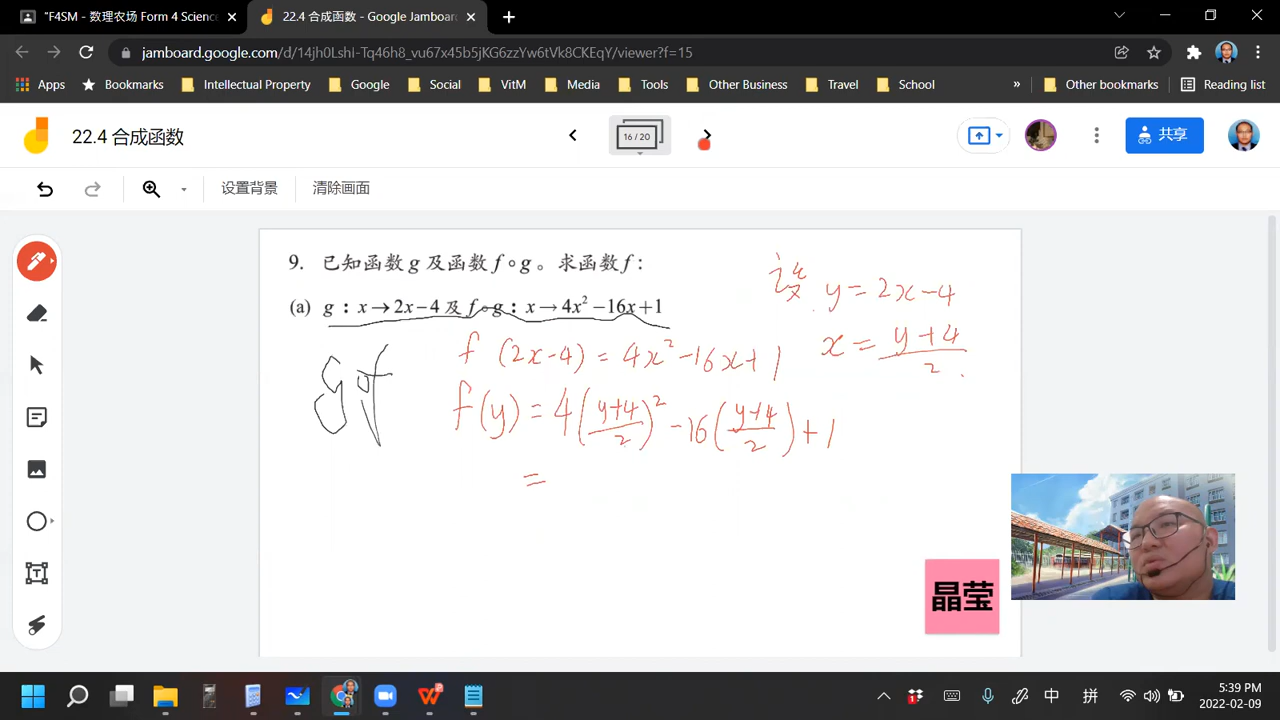 "F4SM - 数理农场 Form 4 Science
22.4 合成函数 - Google Jamboard
jamboard.google.com/d/14jh0Lshi-Tq46h8_vu67x45b5jKG6zzYw6tVk8CKEqY/viewer?f=15
Apps Bookmarks Intellectual Property Google Social VitM Media Tools Other Business Travel School » Other bookmarks Reading list
22.4 合成函数
16 / 20
共享
设置背景 清除画面
9. 已知函数 g 及函数 f∘g。求函数 f:
(a) g : x→2x−4 及 f∘g : x→4x²−16x+1
设 y=2x−4
x = (y+4)/2
f (2x-4) = 4x²-16x+1
g∘f
f(y) = 4((y+4)/2)² -16((y+4)/2) +1
=
晶莹
中 拼
5:39 PM
2022-02-09